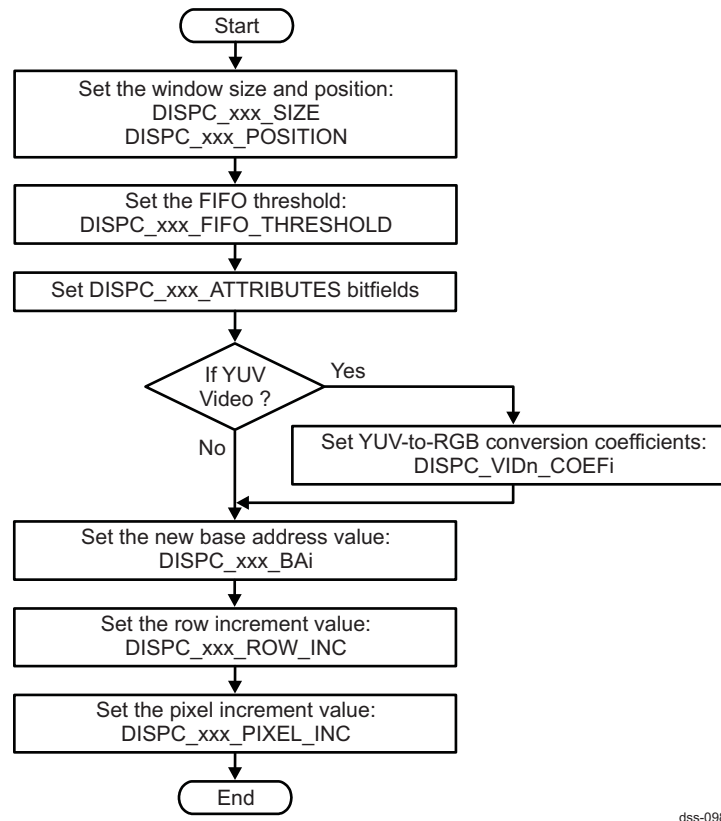 Start
Set the window size and position:
DISPC_xxx_SIZE
DISPC_xxx_POSITION
Set the FIFO threshold:
DISPC_xxx_FIFO_THRESHOLD
Set DISPC_xxx_ATTRIBUTES bitfields
If YUV
Video ?
Yes
No
Set YUV-to-RGB conversion coefficients:
DISPC_VIDn_COEFi
Set the new base address value:
DISPC_xxx_BAi
Set the row increment value:
DISPC_xxx_ROW_INC
Set the pixel increment value:
DISPC_xxx_PIXEL_INC
End